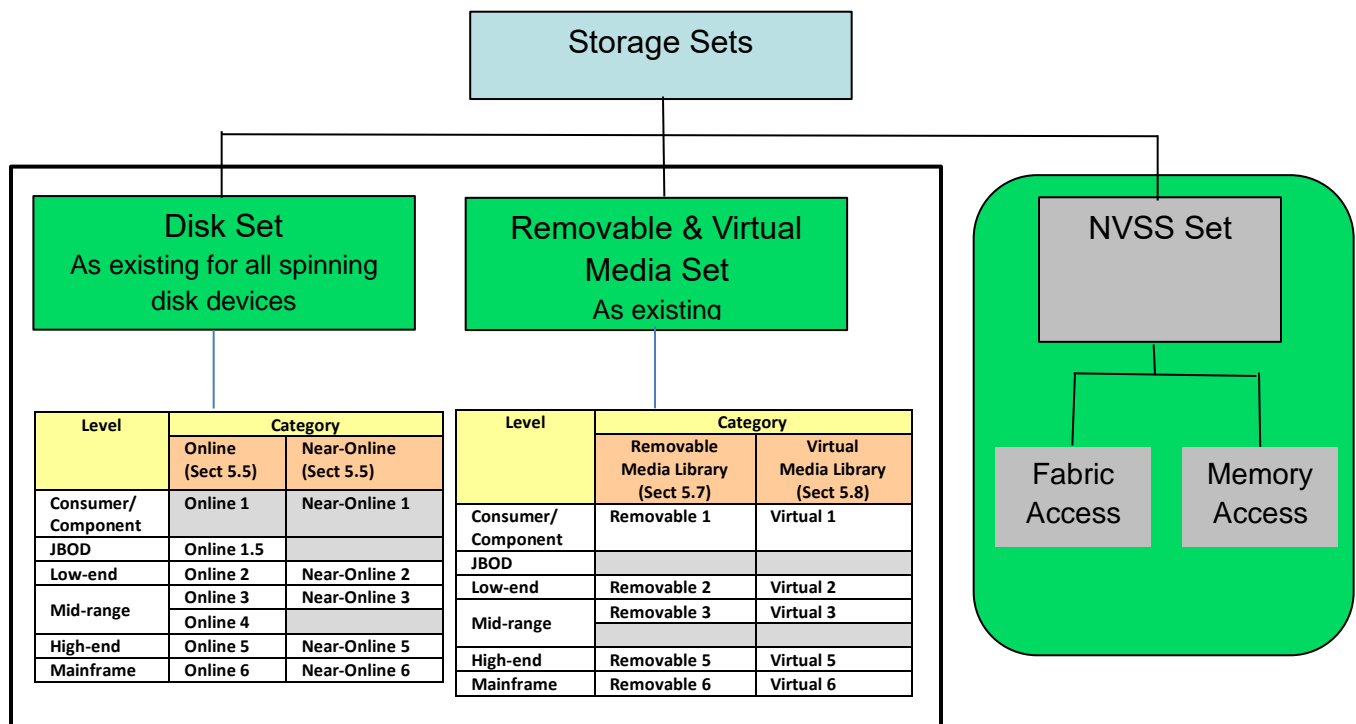 Storage Sets
Disk Set
As existing for all spinning
disk devices
Removable & Virtual
Media Set
As existing
NVSS Set
Fabric
Access
Memory
Access
Level Category
Online
(Sect 5.5)
Near-Online
(Sect 5.5)
Consumer/
Component
Online 1 Near-Online 1
JBOD Online 1.5
Low-end Online 2 Near-Online 2
Mid-range
Online 3 Near-Online 3
Online 4
High-end Online 5 Near-Online 5
Mainframe Online 6 Near-Online 6
Level Category
Removable
Media Library
(Sect 5.7)
Virtual
Media Library
(Sect 5.8)
Consumer/
Component
Removable 1 Virtual 1
JBOD
Low-end Removable 2 Virtual 2
Mid-range
Removable 3 Virtual 3
High-end Removable 5 Virtual 5
Mainframe Removable 6 Virtual 6